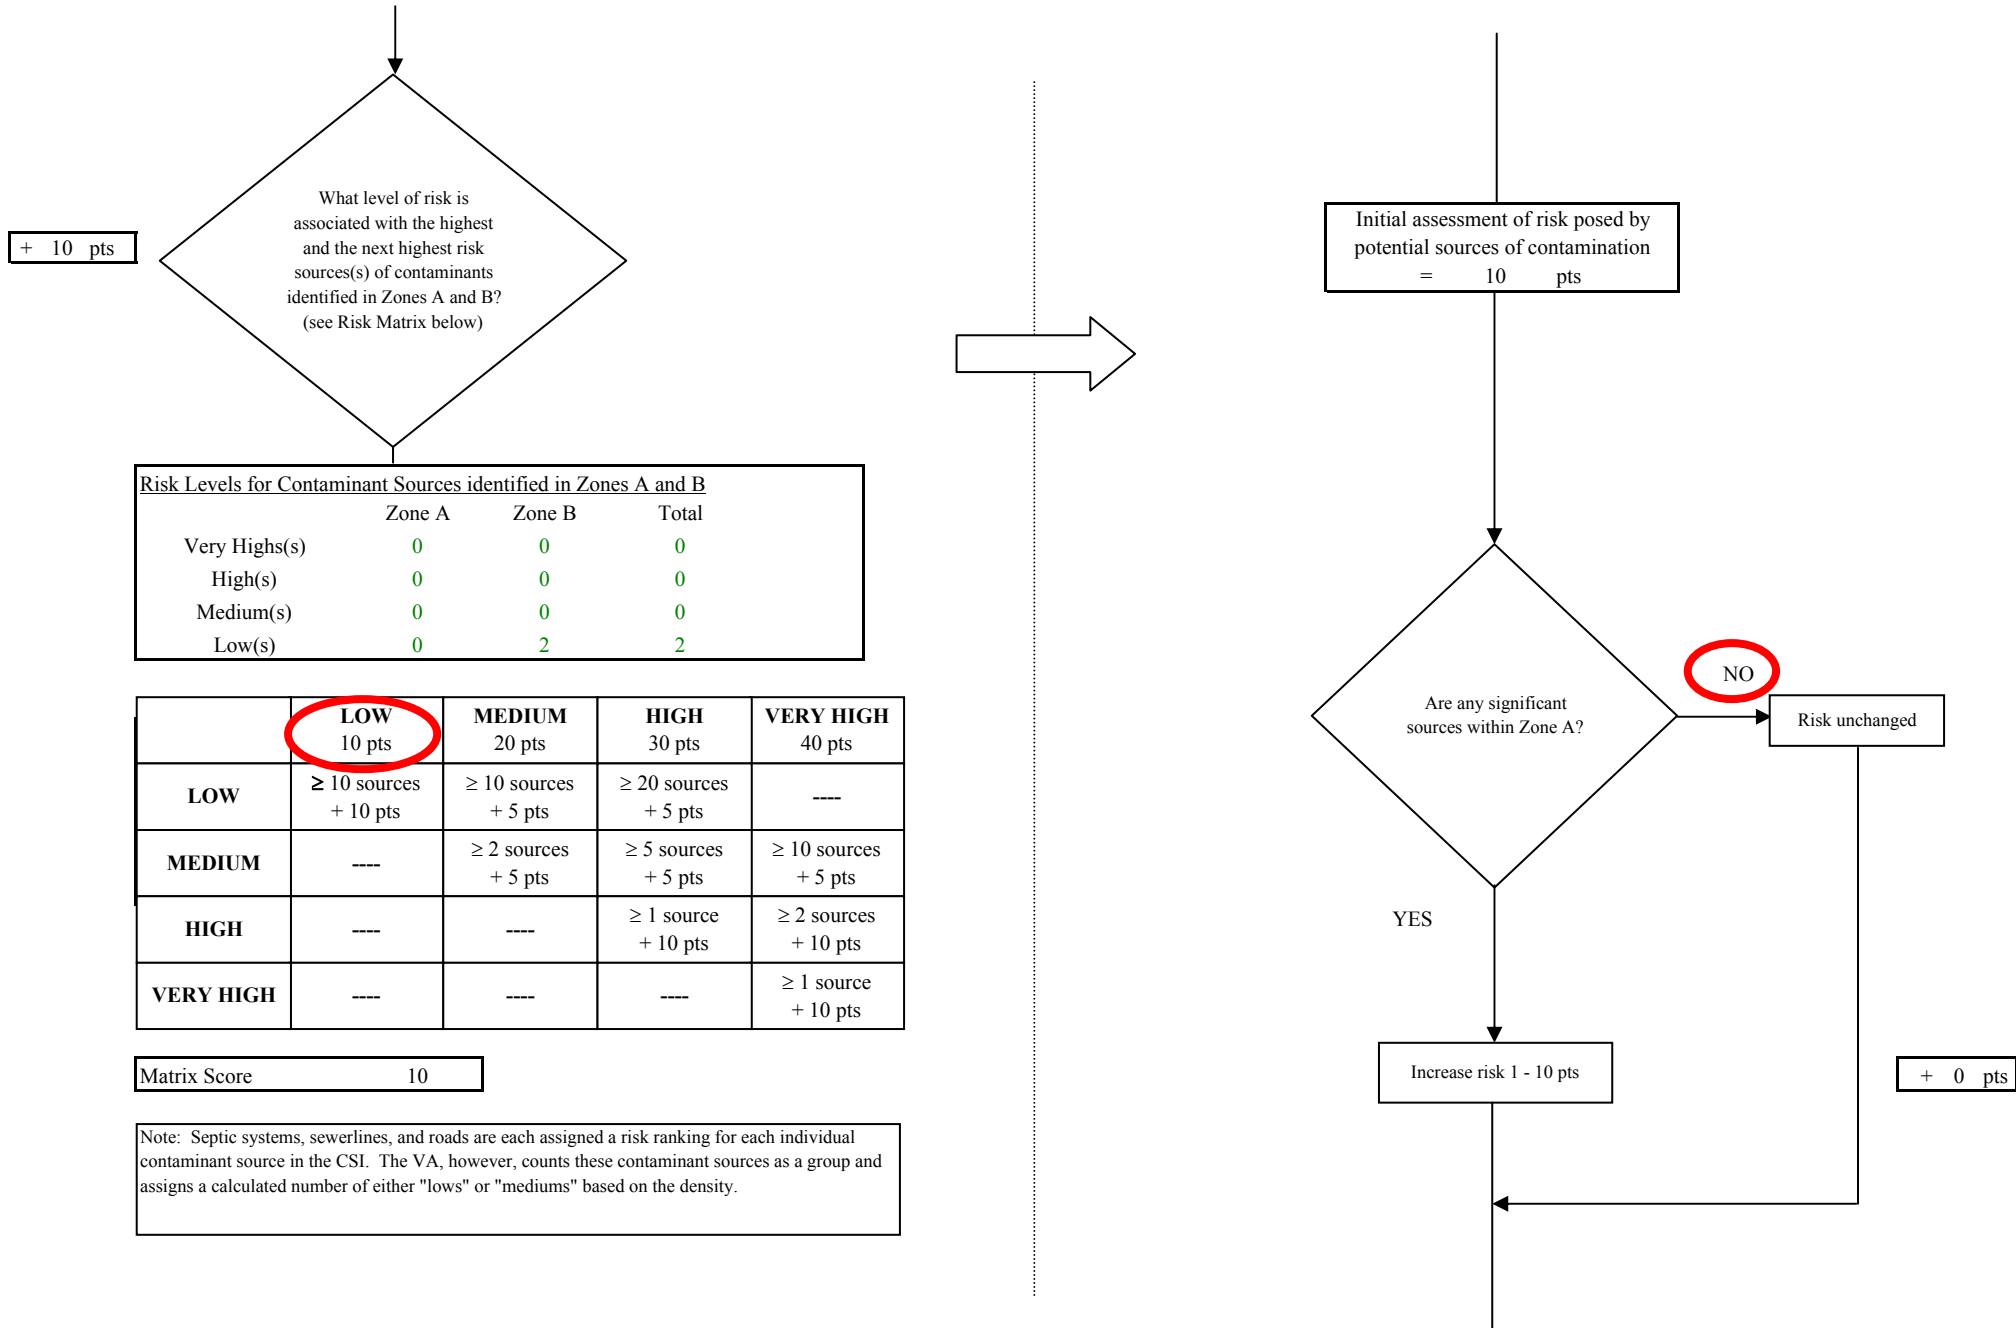 What level of risk is
associated with the highest
and the next highest risk
sources(s) of contaminants
identified in Zones A and B?
(see Risk Matrix below)
+ 10 pts
Risk Levels for Contaminant Sources identified in Zones A and B
Zone A Zone B Total
Very Highs(s) 0 0 0
High(s) 0 0 0
Medium(s) 0 0 0
Low(s) 0 2 2
LOW MEDIUM HIGH VERY HIGH
10 pts 20 pts 30 pts 40 pts
LOW ≥ 10 sources ≥ 10 sources ≥ 20 sources ----
+ 10 pts + 5 pts + 5 pts
MEDIUM ---- ≥ 2 sources ≥ 5 sources ≥ 10 sources
+ 5 pts + 5 pts + 5 pts
HIGH ---- ---- ≥ 1 source ≥ 2 sources
+ 10 pts + 10 pts
VERY HIGH ---- ---- ---- ≥ 1 source
+ 10 pts
Matrix Score 10
Note: Septic systems, sewerlines, and roads are each assigned a risk ranking for each individual
contaminant source in the CSI. The VA, however, counts these contaminant sources as a group and
assigns a calculated number of either "lows" or "mediums" based on the density.
Initial assessment of risk posed by
potential sources of contamination
= 10 pts
Are any significant
sources within Zone A?
NO
Risk unchanged
YES
Increase risk 1 - 10 pts
+ 0 pts